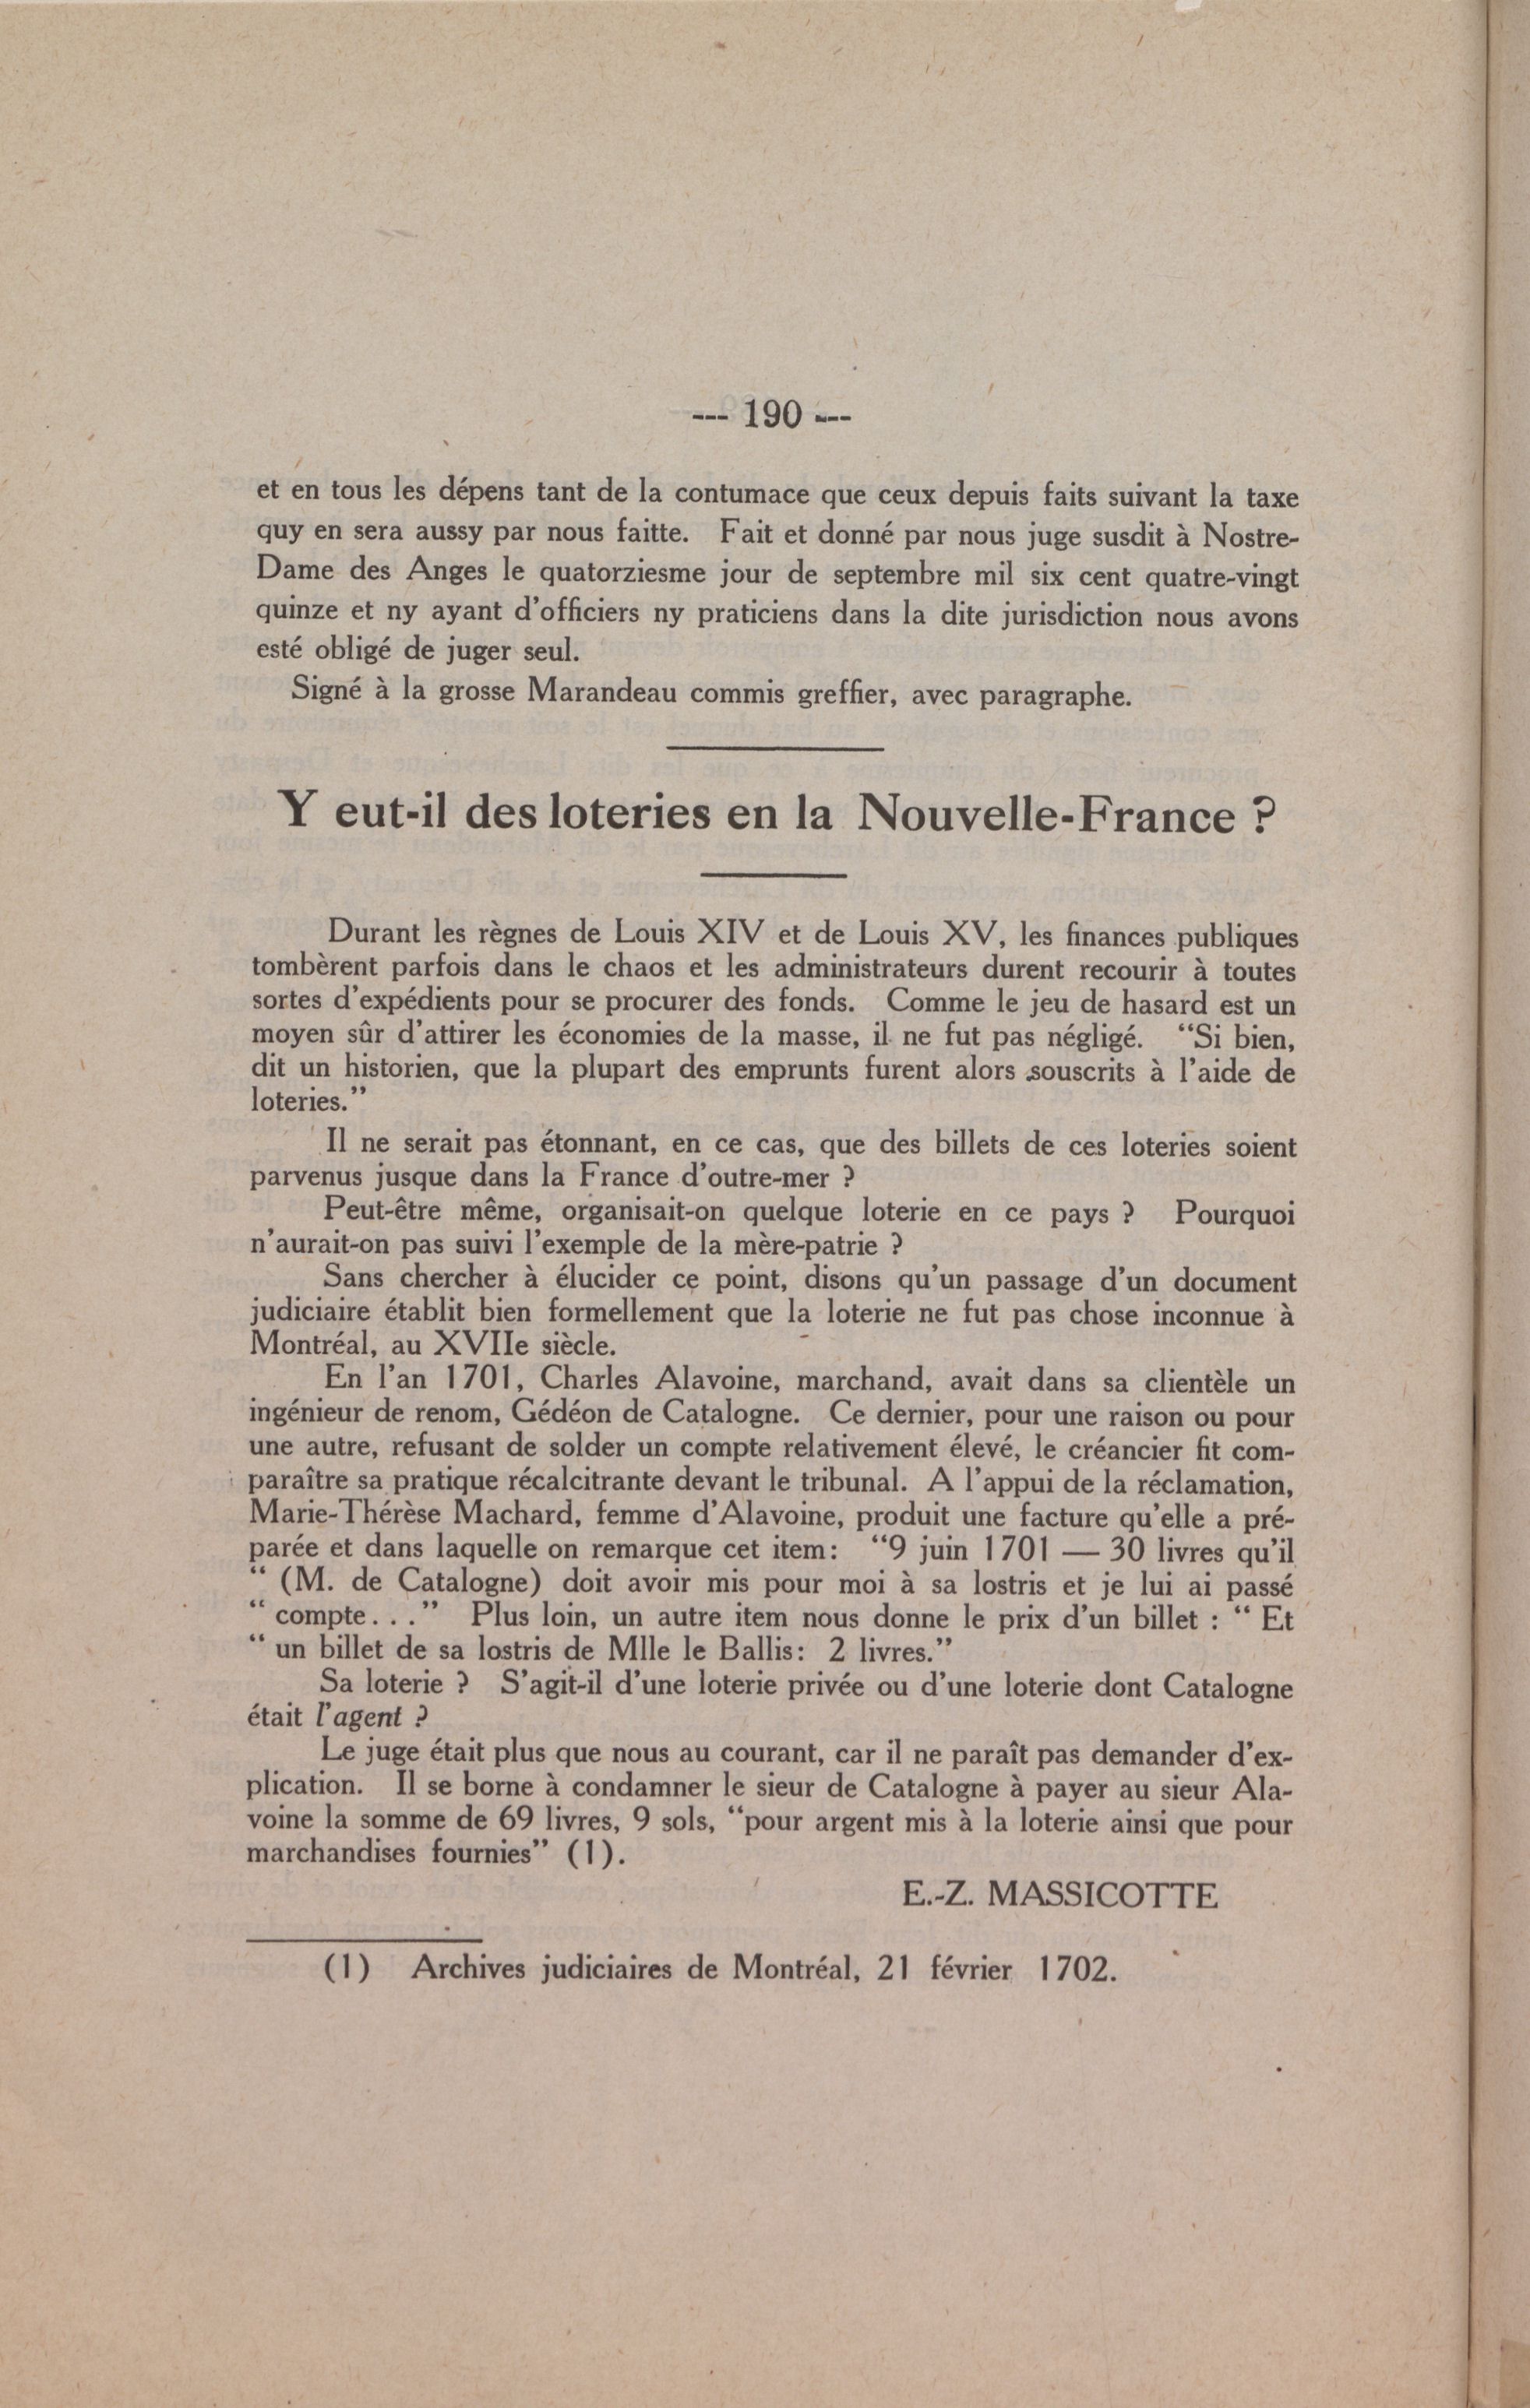 --- 190 ---
et en tous les dépens tant de la contumace que ceux depuis faits suivant la taxe
quy en sera aussy par nous faitte. Fait et donné par nous juge susdit à Nostre-
Dame des Anges le quatorziesme jour de septembre mil six cent quatre-vingt
quinze et ny ayant d'officiers ny praticiens dans la dite jurisdiction nous avons
esté obligé de juger seul.
Signé à la grosse Marandeau commis greffier, avec paragraphe.
Y eut-il des loteries en la Nouvelle-France ?
Durant les règnes de Louis XIV et de Louis XV, les finances publiques
tombèrent parfois dans le chaos et les administrateurs durent recourir à toutes
sortes d'expédients pour se procurer des fonds. Comme le jeu de hasard est un
moyen sûr d'attirer les économies de la masse, il ne fut pas négligé. "Si bien,
dit un historien, que la plupart des emprunts furent alors souscrits à l'aide de
loteries."
Il ne serait pas étonnant, en ce cas, que des billets de ces loteries soient
parvenus jusque dans la France d'outre-mer ?
Peut-être même, organisait-on quelque loterie en ce pays ? Pourquoi
n'aurait-on pas suivi l'exemple de la mère-patrie ?
Sans chercher à élucider ce point, disons qu'un passage d'un document
judiciaire établit bien formellement que la loterie ne fut pas chose inconnue à
Montréal, au XVIIe siècle.
En l'an 1701, Charles Alavoine, marchand, avait dans sa clientèle un
ingénieur de renom, Gédéon de Catalogne. Ce dernier, pour une raison ou pour
une autre, refusant de solder un compte relativement élevé, le créancier fit com-
paraître sa pratique récalcitrante devant le tribunal. A l'appui de la réclamation,
Marie-Thérèse Machard, femme d'Alavoine, produit une facture qu'elle a pré-
parée et dans laquelle on remarque cet item: "9 juin 1701 — 30 livres qu'il
" (M. de Catalogne) doit avoir mis pour moi à sa lostris et je lui ai passé
" compte. . ." Plus loin, un autre item nous donne le prix d'un billet : " Et
" un billet de sa lostris de Mlle le Ballis: 2 livres."
Sa loterie ? S'agit-il d'une loterie privée ou d'une loterie dont Catalogne
était l'agent ?
Le juge était plus que nous au courant, car il ne paraît pas demander d'ex-
plication. Il se borne à condamner le sieur de Catalogne à payer au sieur Ala-
voine la somme de 69 livres, 9 sols, "pour argent mis à la loterie ainsi que pour
marchandises fournies" (1).
E.-Z. MASSICOTTE
(1) Archives judiciaires de Montréal, 21 février 1702.